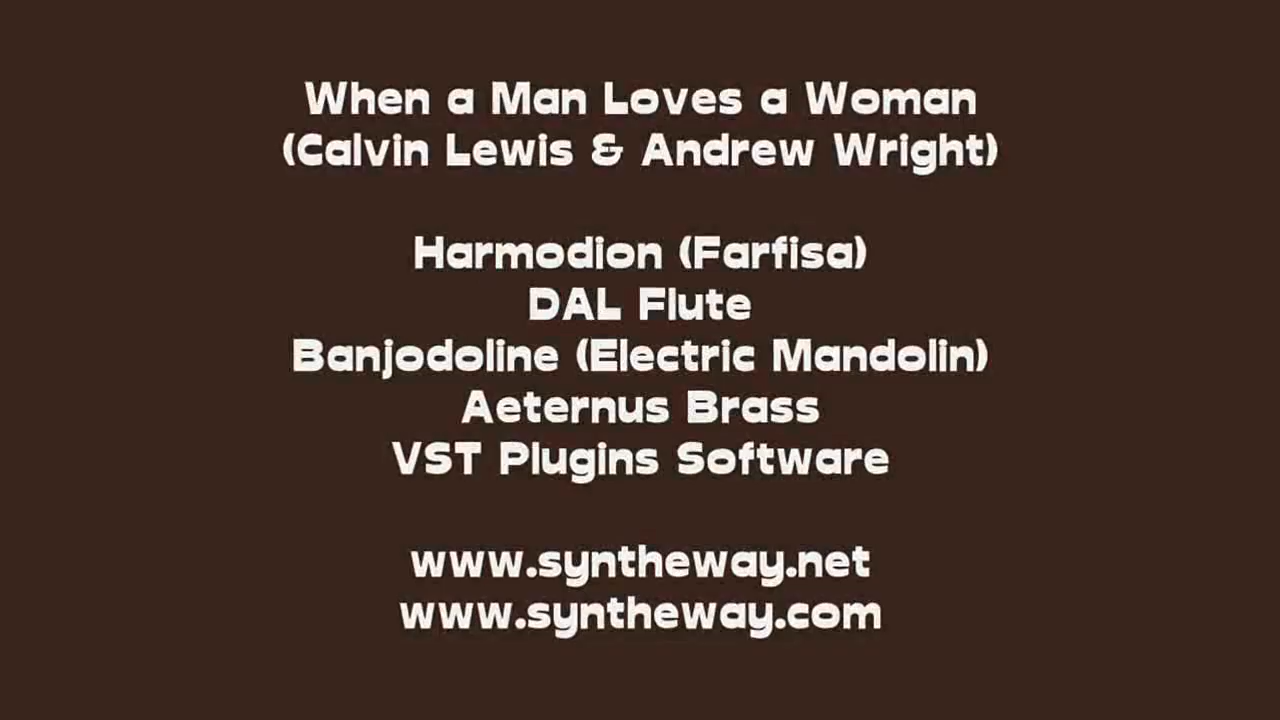 When a Man Loves a Woman
(Calvin Lewis & Andrew Wright)
Harmodion (Farfisa)
DAL Flute
Banjodoline (Electric Mandolin)
Aeternus Brass
VST Plugins Software
www.syntheway.net
www.syntheway.com